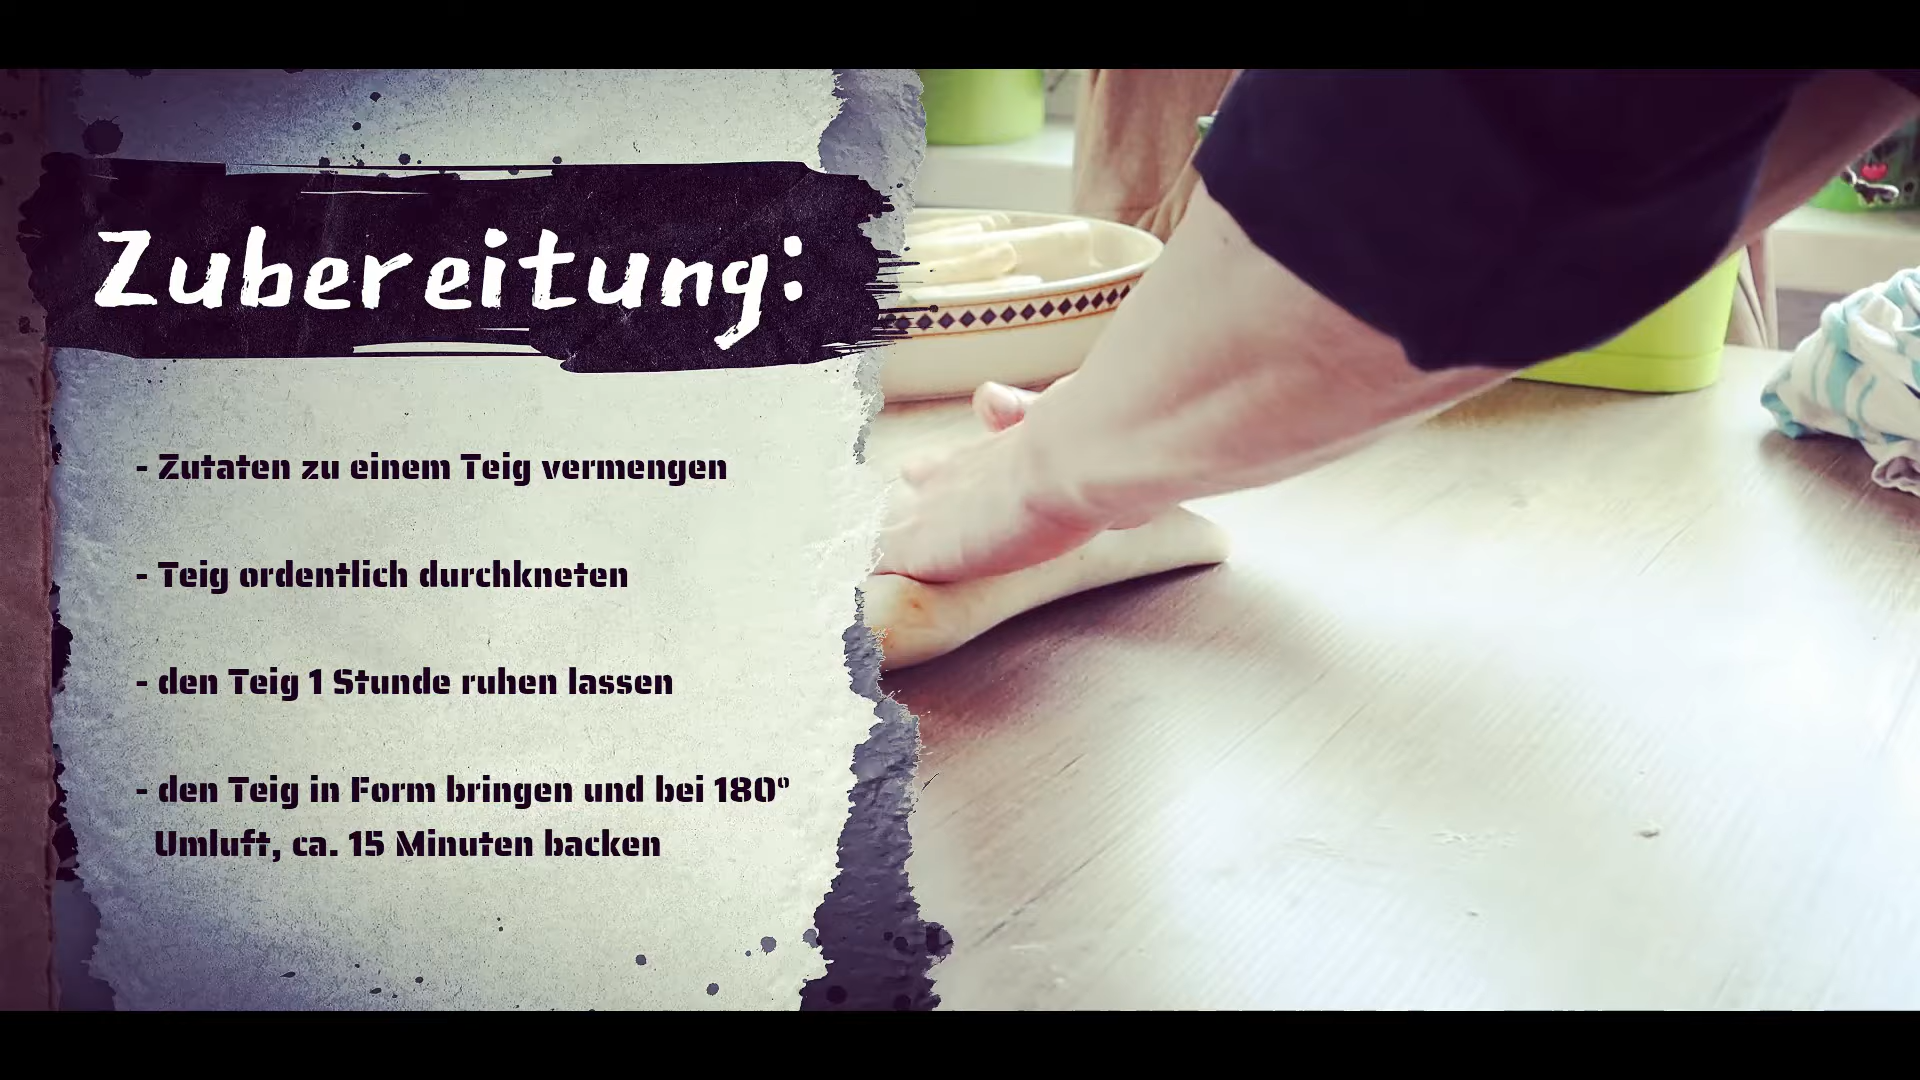 Zubereitung:
- Zutaten zu einem Teig vermengen
- Teig ordentlich durchkneten
- den Teig 1 Stunde ruhen lassen
- den Teig in Form bringen und bei 180°
Umluft, ca. 15 Minuten backen